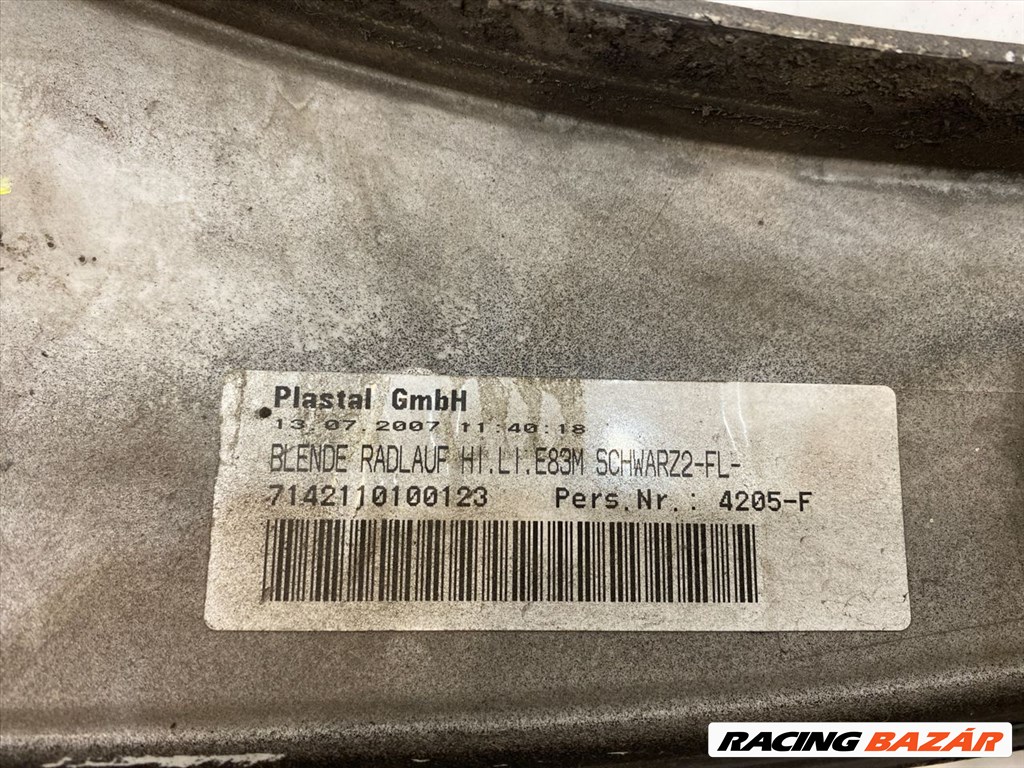 Plastal GmbH
13.07.2007 11:40:18
BLENDE RADLAUF HI.LI.E83M SCHWARZ2-FL-
7142110100123 Pers.Nr.: 4205-F
RACING BAZÁR